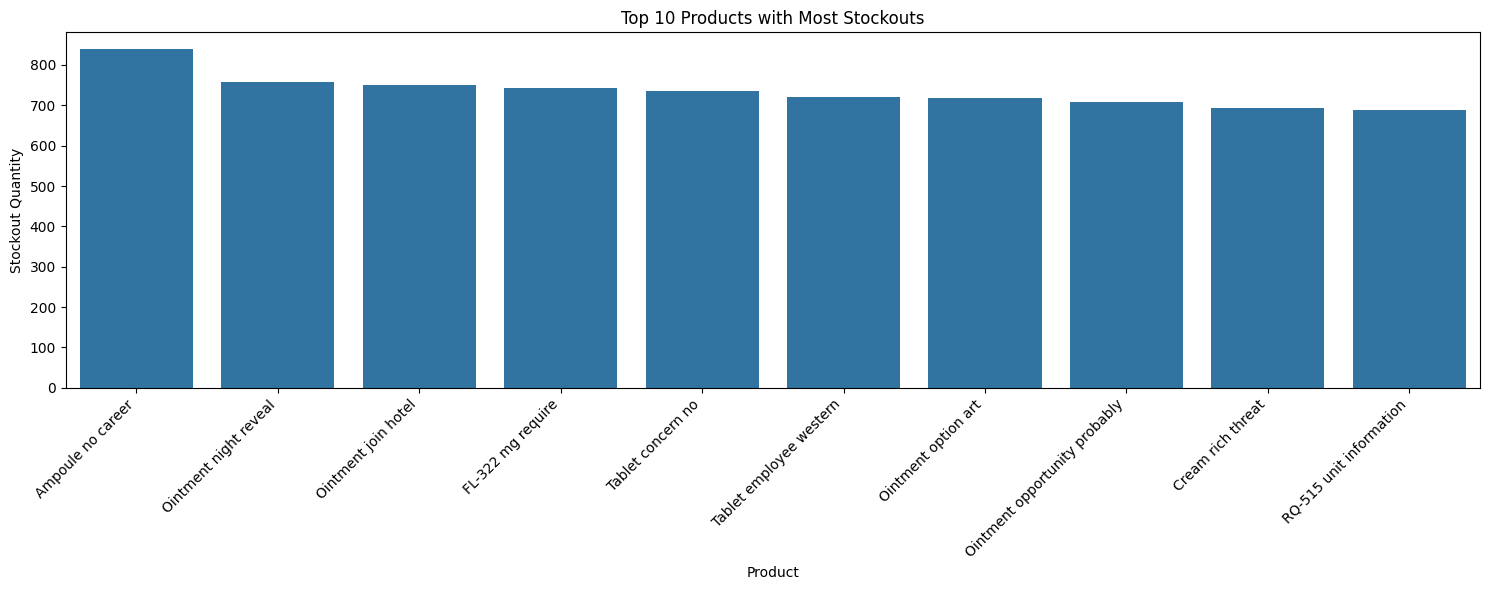 Top 10 Products with Most Stockouts
Stockout Quantity
800
700
600
500
400
300
200
100
0
Ampoule no career
Ointment night reveal
Ointment join hotel
FL-322 mg require
Tablet concern no
Tablet employee western
Ointment option art
Ointment opportunity probably
Cream rich threat
RQ-515 unit information
Product